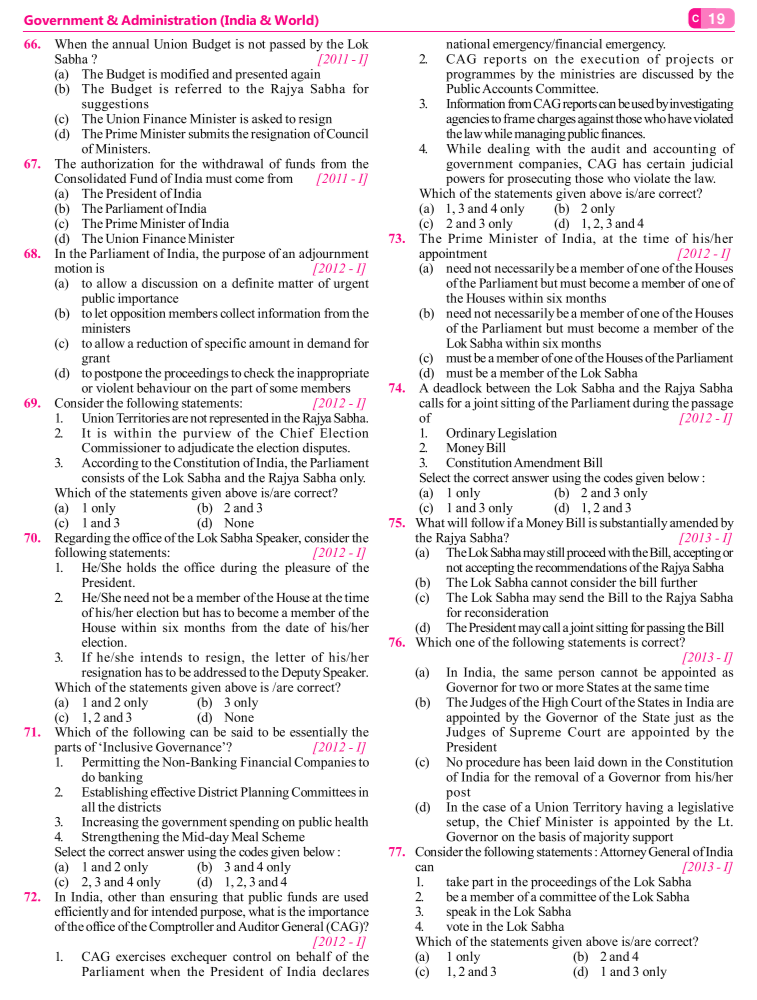 Government & Administration (India & World)
C 19
66. When the annual Union Budget is not passed by the Lok
Sabha ? [2011 - I]
(a) The Budget is modified and presented again
(b) The Budget is referred to the Rajya Sabha for
suggestions
(c) The Union Finance Minister is asked to resign
(d) The Prime Minister submits the resignation of Council
of Ministers.
67. The authorization for the withdrawal of funds from the
Consolidated Fund of India must come from [2011 - I]
(a) The President of India
(b) The Parliament of India
(c) The Prime Minister of India
(d) The Union Finance Minister
68. In the Parliament of India, the purpose of an adjournment
motion is [2012 - I]
(a) to allow a discussion on a definite matter of urgent
public importance
(b) to let opposition members collect information from the
ministers
(c) to allow a reduction of specific amount in demand for
grant
(d) to postpone the proceedings to check the inappropriate
or violent behaviour on the part of some members
69. Consider the following statements: [2012 - I]
1. Union Territories are not represented in the Rajya Sabha.
2. It is within the purview of the Chief Election
Commissioner to adjudicate the election disputes.
3. According to the Constitution of India, the Parliament
consists of the Lok Sabha and the Rajya Sabha only.
Which of the statements given above is/are correct?
(a) 1 only (b) 2 and 3
(c) 1 and 3 (d) None
70. Regarding the office of the Lok Sabha Speaker, consider the
following statements: [2012 - I]
1. He/She holds the office during the pleasure of the
President.
2. He/She need not be a member of the House at the time
of his/her election but has to become a member of the
House within six months from the date of his/her
election.
3. If he/she intends to resign, the letter of his/her
resignation has to be addressed to the Deputy Speaker.
Which of the statements given above is /are correct?
(a) 1 and 2 only (b) 3 only
(c) 1, 2 and 3 (d) None
71. Which of the following can be said to be essentially the
parts of ‘Inclusive Governance’? [2012 - I]
1. Permitting the Non-Banking Financial Companies to
do banking
2. Establishing effective District Planning Committees in
all the districts
3. Increasing the government spending on public health
4. Strengthening the Mid-day Meal Scheme
Select the correct answer using the codes given below :
(a) 1 and 2 only (b) 3 and 4 only
(c) 2, 3 and 4 only (d) 1, 2, 3 and 4
72. In India, other than ensuring that public funds are used
efficiently and for intended purpose, what is the importance
of the office of the Comptroller and Auditor General (CAG)?
[2012 - I]
1. CAG exercises exchequer control on behalf of the
Parliament when the President of India declares
national emergency/financial emergency.
2. CAG reports on the execution of projects or
programmes by the ministries are discussed by the
Public Accounts Committee.
3. Information from CAG reports can be used by investigating
agencies to frame charges against those who have violated
the law while managing public finances.
4. While dealing with the audit and accounting of
government companies, CAG has certain judicial
powers for prosecuting those who violate the law.
Which of the statements given above is/are correct?
(a) 1, 3 and 4 only (b) 2 only
(c) 2 and 3 only (d) 1, 2, 3 and 4
73. The Prime Minister of India, at the time of his/her
appointment [2012 - I]
(a) need not necessarily be a member of one of the Houses
of the Parliament but must become a member of one of
the Houses within six months
(b) need not necessarily be a member of one of the Houses
of the Parliament but must become a member of the
Lok Sabha within six months
(c) must be a member of one of the Houses of the Parliament
(d) must be a member of the Lok Sabha
74. A deadlock between the Lok Sabha and the Rajya Sabha
calls for a joint sitting of the Parliament during the passage
of [2012 - I]
1. Ordinary Legislation
2. Money Bill
3. Constitution Amendment Bill
Select the correct answer using the codes given below :
(a) 1 only (b) 2 and 3 only
(c) 1 and 3 only (d) 1, 2 and 3
75. What will follow if a Money Bill is substantially amended by
the Rajya Sabha? [2013 - I]
(a) The Lok Sabha may still proceed with the Bill, accepting or
not accepting the recommendations of the Rajya Sabha
(b) The Lok Sabha cannot consider the bill further
(c) The Lok Sabha may send the Bill to the Rajya Sabha
for reconsideration
(d) The President may call a joint sitting for passing the Bill
76. Which one of the following statements is correct?
[2013 - I]
(a) In India, the same person cannot be appointed as
Governor for two or more States at the same time
(b) The Judges of the High Court of the States in India are
appointed by the Governor of the State just as the
Judges of Supreme Court are appointed by the
President
(c) No procedure has been laid down in the Constitution
of India for the removal of a Governor from his/her
post
(d) In the case of a Union Territory having a legislative
setup, the Chief Minister is appointed by the Lt.
Governor on the basis of majority support
77. Consider the following statements : Attorney General of India
can [2013 - I]
1. take part in the proceedings of the Lok Sabha
2. be a member of a committee of the Lok Sabha
3. speak in the Lok Sabha
4. vote in the Lok Sabha
Which of the statements given above is/are correct?
(a) 1 only (b) 2 and 4
(c) 1, 2 and 3 (d) 1 and 3 only